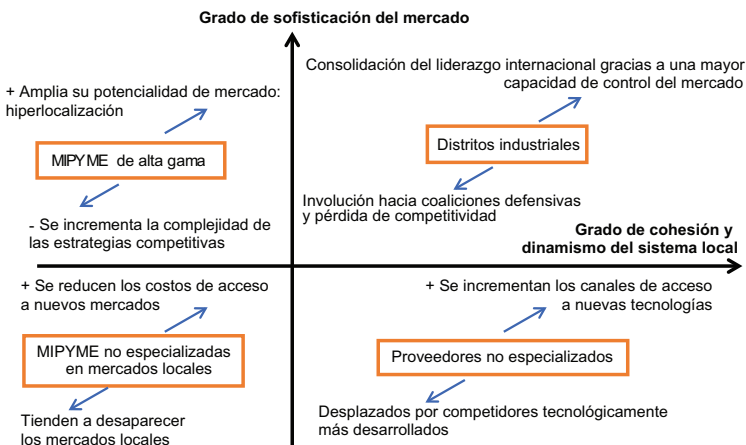 Grado de sofisticación del mercado
+ Amplia su potencialidad de mercado:
hiperlocalización
MIPYME de alta gama
- Se incrementa la complejidad de
las estrategias competitivas
Consolidación del liderazgo internacional gracias a una mayor
capacidad de control del mercado
Distritos industriales
Involución hacia coaliciones defensivas
y pérdida de competitividad
Grado de cohesión y
dinamismo del sistema local
+ Se reducen los costos de acceso
a nuevos mercados
MIPYME no especializadas
en mercados locales
Tienden a desaparecer
los mercados locales
+ Se incrementan los canales de acceso
a nuevas tecnologías
Proveedores no especializados
Desplazados por competidores tecnológicamente
más desarrollados